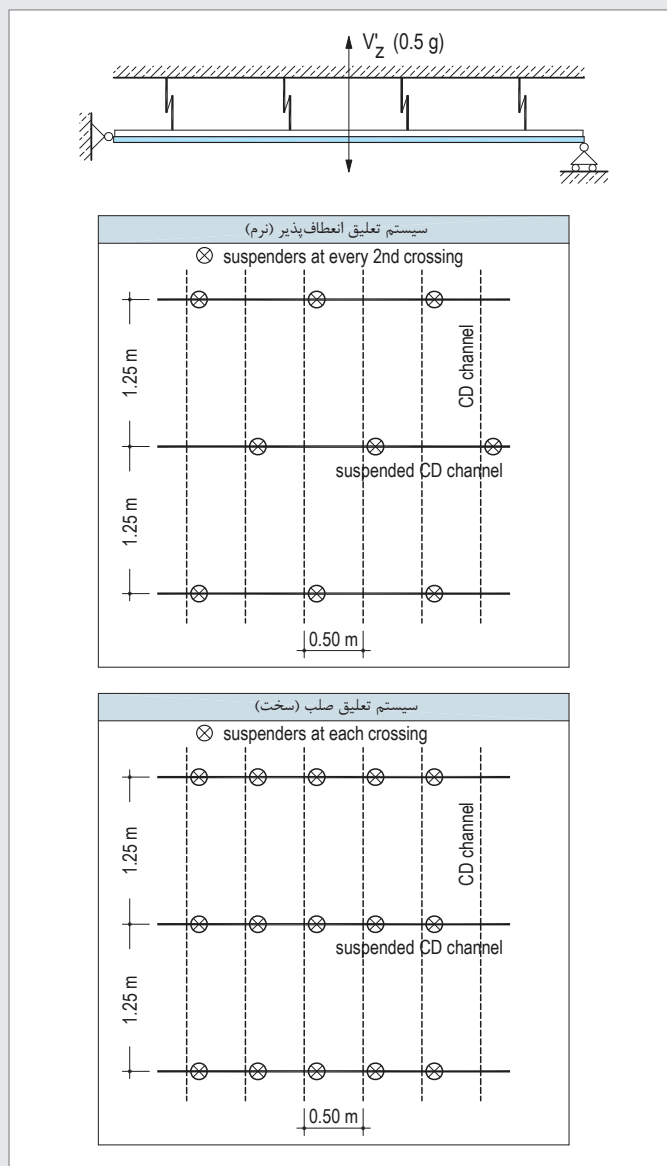 V'z (0.5 g)
سیستم تعلیق انعطاف‌پذیر (نرم)
suspenders at every 2nd crossing
1.25 m
CD channel
suspended CD channel
1.25 m
0.50 m
سیستم تعلیق صلب (سخت)
suspenders at each crossing
1.25 m
CD channel
suspended CD channel
1.25 m
0.50 m